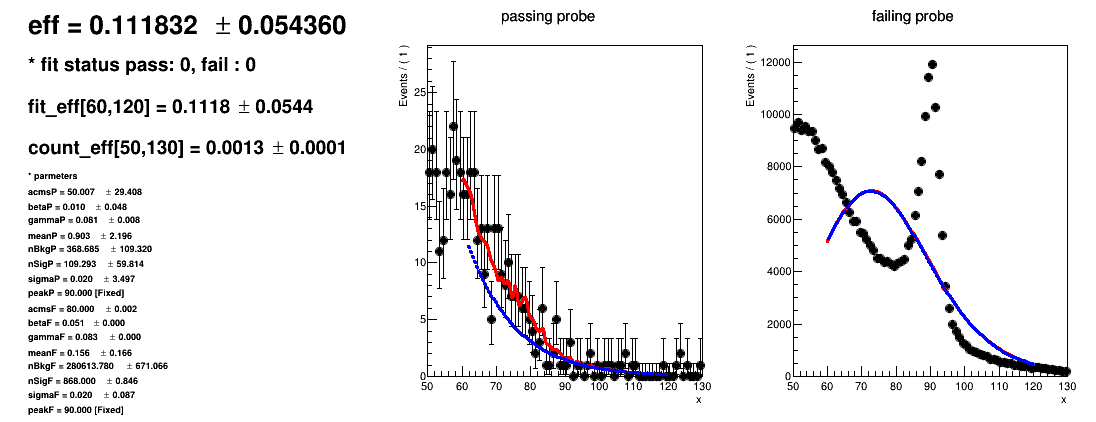 eff = 0.111832 ± 0.054360
* fit status pass: 0, fail : 0
fit_eff[60,120] = 0.1118 ± 0.0544
count_eff[50,130] = 0.0013 ± 0.0001
* parmeters
acmsP = 50.007 ± 29.408
betaP = 0.010 ± 0.048
gammaP = 0.081 ± 0.008
meanP = 0.903 ± 2.196
nBkgP = 368.685 ± 109.320
nSigP = 109.293 ± 59.814
sigmaP = 0.020 ± 3.497
peakP = 90.000 [Fixed]
acmsF = 80.000 ± 0.002
betaF = 0.051 ± 0.000
gammaF = 0.083 ± 0.000
meanF = 0.156 ± 0.166
nBkgF = 280613.780 ± 671.066
nSigF = 868.000 ± 0.846
sigmaF = 0.020 ± 0.087
peakF = 90.000 [Fixed]
passing probe
Events / ( 1 )
25
20
15
10
5
0
50 60 70 80 90 100 110 120 130
x
failing probe
Events / ( 1 )
12000
10000
8000
6000
4000
2000
0
50 60 70 80 90 100 110 120 130
x